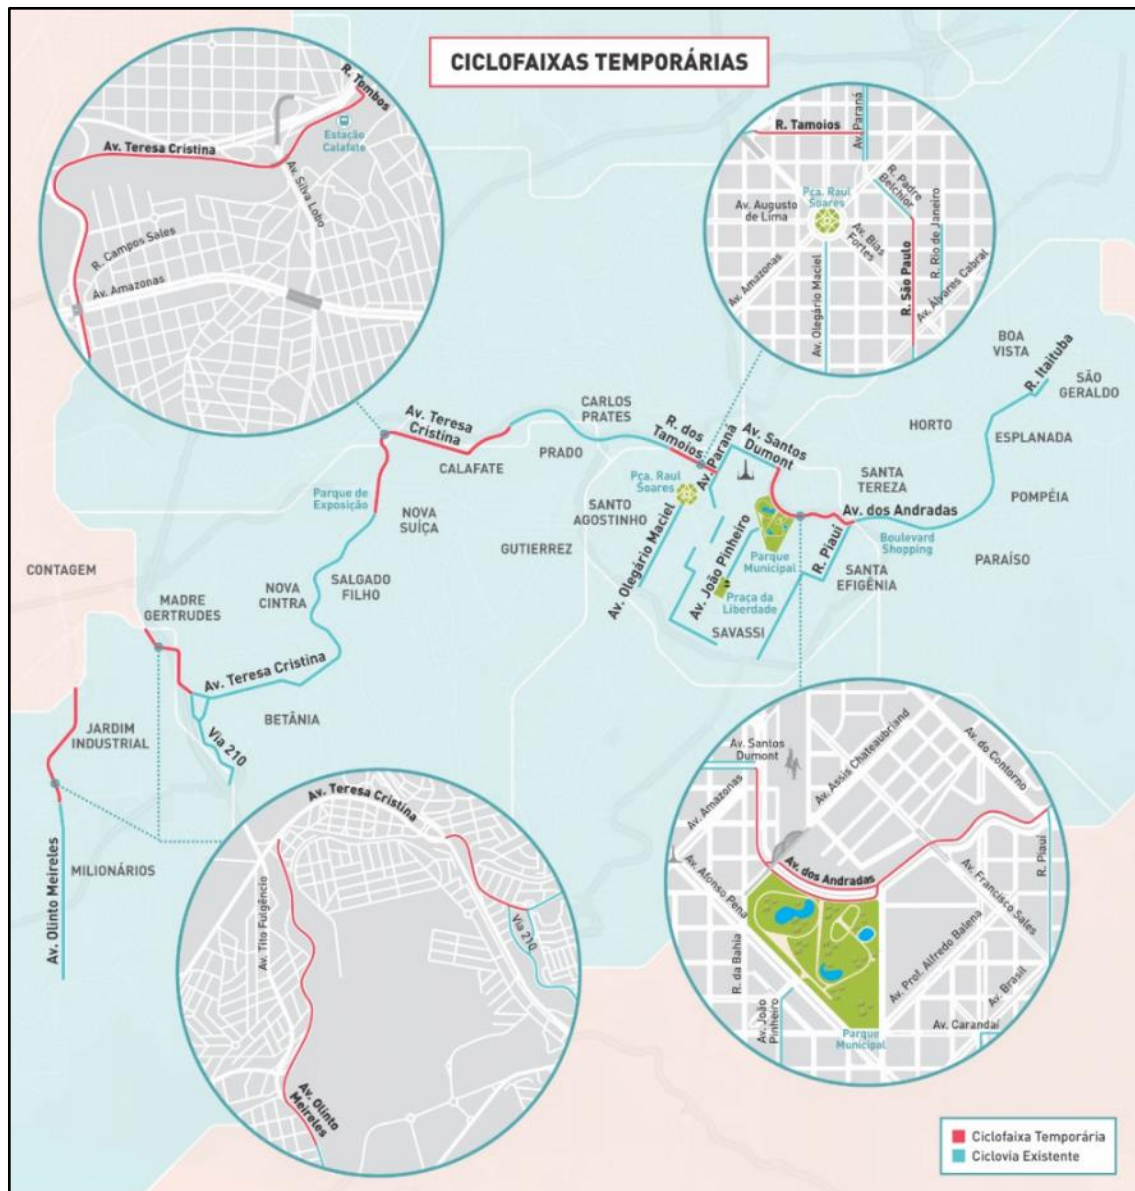 CICLOFAIXAS TEMPORÁRIAS
R. Tombos
Estação
Calafate
Av. Teresa Cristina
Av. Silva Lobo
R. Campos Sales
Av. Amazonas
Av. Paraná
R. Tamoios
R. Padre
Belchior
Pça. Raul
Soares
Av. Augusto
de Lima
Av. Bias
Fortes
R. Rio de Janeiro
Av. Amazonas
Av. Olegário Maciel
R. São Paulo
Av. Álvares Cabral
BOA
VISTA
R. Itaituba
SÃO
GERALDO
CARLOS
PRATES
HORTO
ESPLANADA
Av. Teresa
Cristina
R. dos
Tamoios
Av. Paraná
Av. Santos
Dumont
PRADO
CALAFATE
Pça. Raul
Soares
SANTA
TEREZA
Parque de
Exposição
NOVA
SUÍÇA
SANTO
AGOSTINHO
Av. dos Andradas
POMPÉIA
Boulevard
Shopping
GUTIERREZ
Av. Olegário Maciel
Av. João Pinheiro
Parque
Municipal
R. Piauí
PARAÍSO
SANTA
EFIGÊNIA
CONTAGEM
NOVA
CINTRA
SALGADO
FILHO
MADRE
GERTRUDES
Praça da
Liberdade
SAVASSI
Av. Teresa Cristina
BETÂNIA
JARDIM
INDUSTRIAL
Via 210
Av. Olinto Meireles
MILIONÁRIOS
Av. Teresa Cristina
Av. Tito Fulgêncio
Via 210
Av. Olinto
Meireles
Av. Santos
Dumont
Av. Assis Chateaubriand
Av. do Contorno
Av. Amazonas
Av. dos Andradas
R. Piauí
Av. Afonso Pena
Av. Francisco Sales
R. da Bahia
Av. Prof. Alfredo Balena
Av. Brasil
Av. João
Pinheiro
Av. Carandaí
Parque
Municipal
Ciclofaixa Temporária
Ciclovia Existente